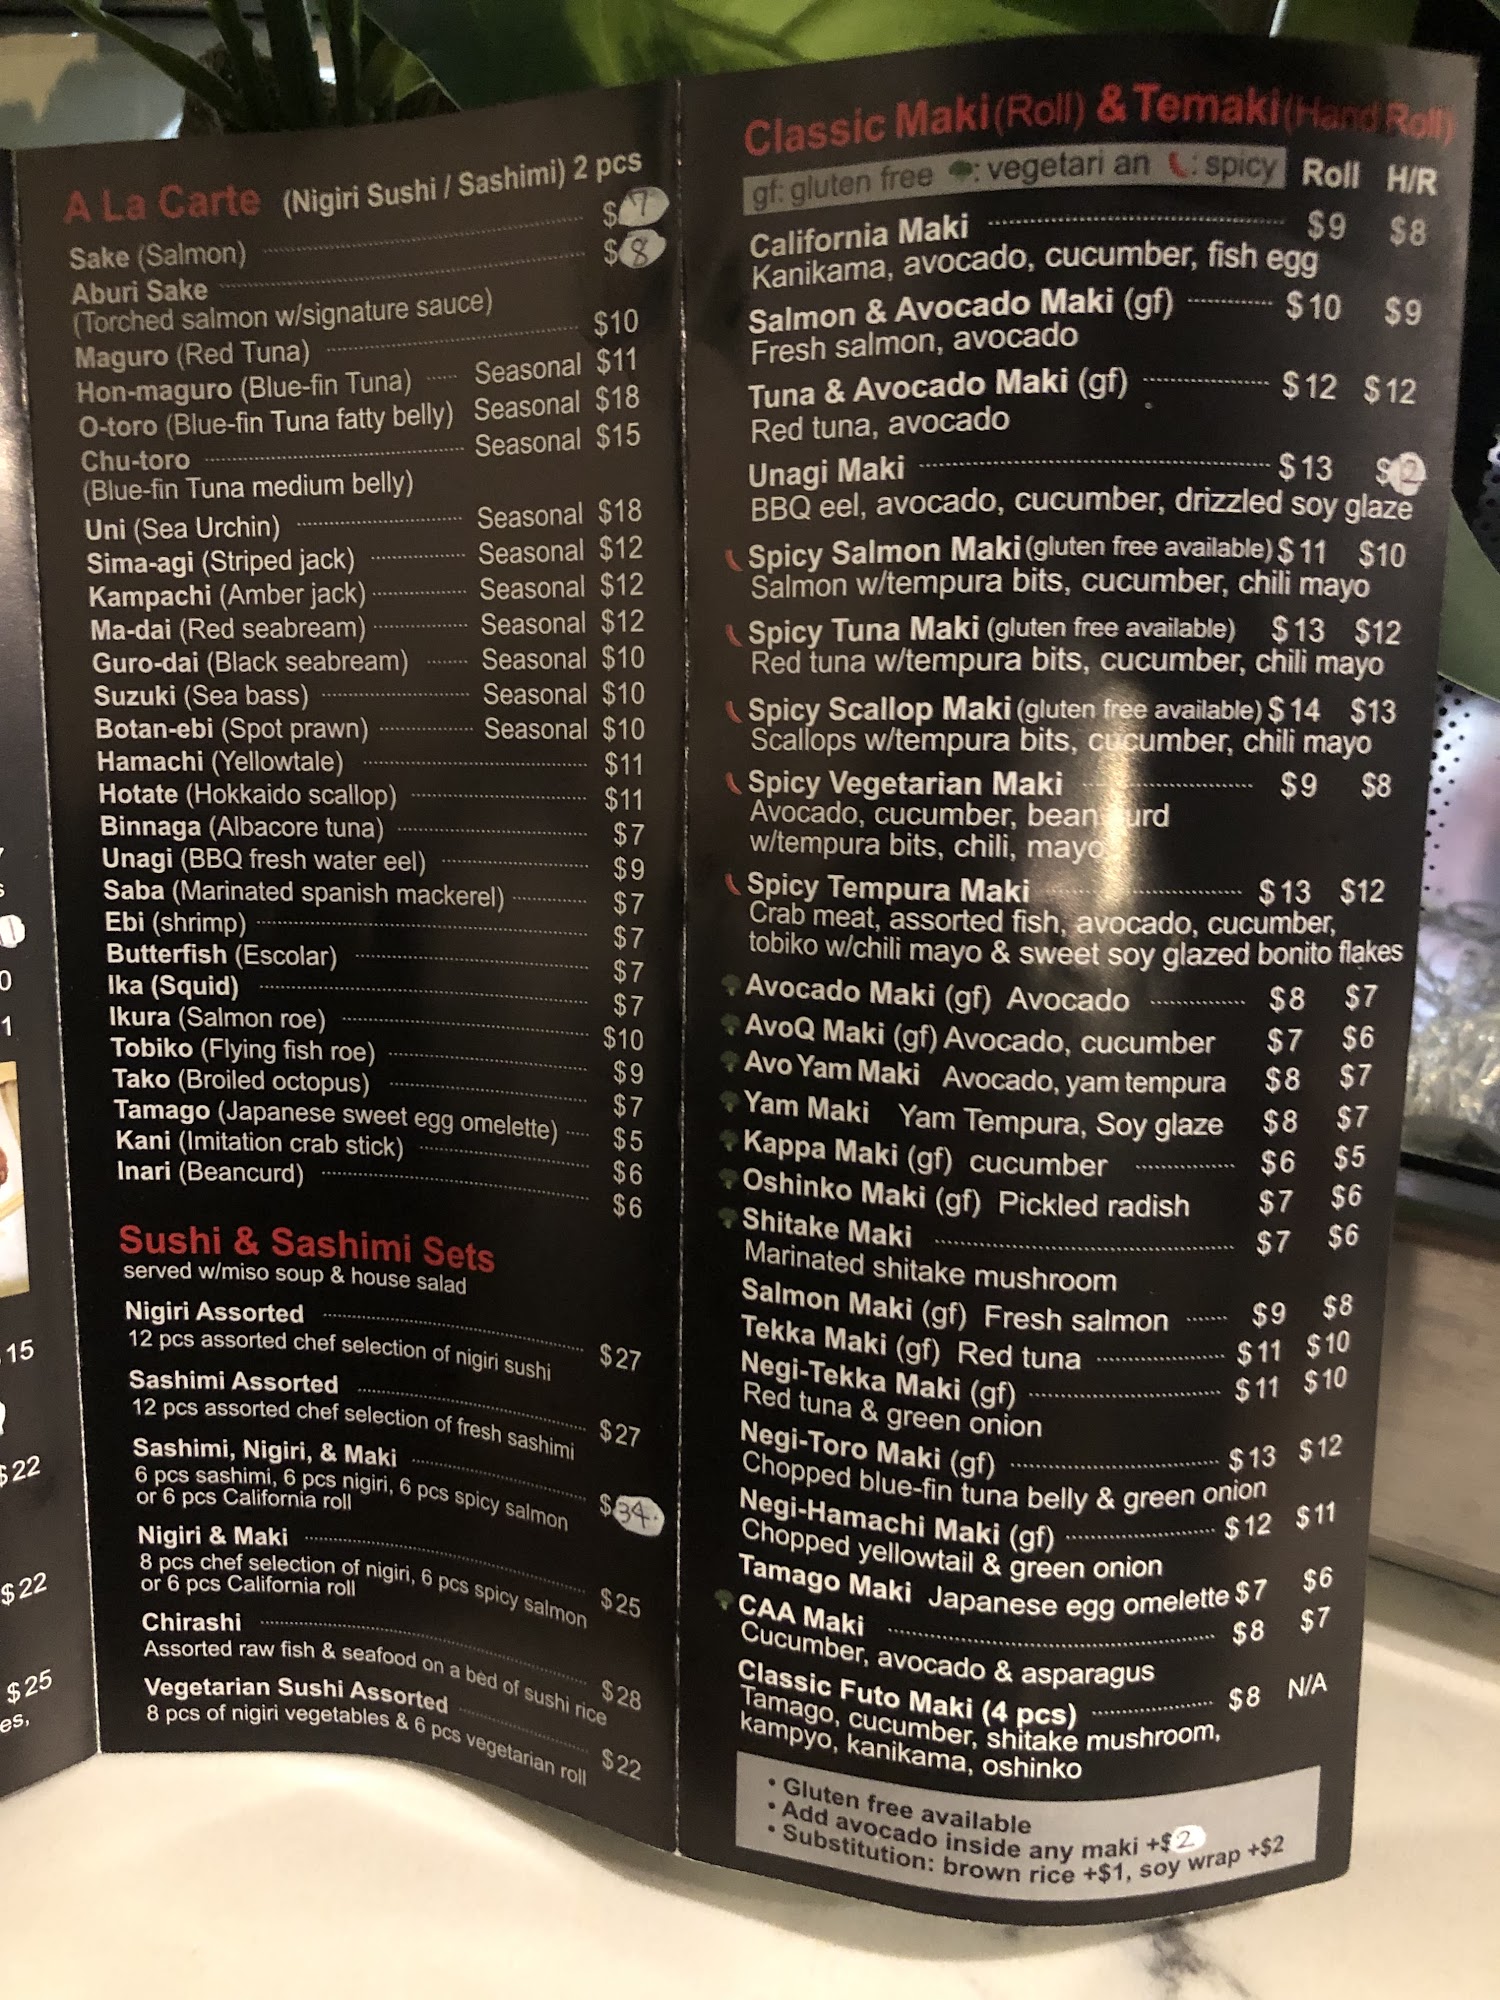 A La Carte (Nigiri Sushi / Sashimi) 2 pcs
Sake (Salmon) $7
Aburi Sake $8
(Torched salmon w/signature sauce)
Maguro (Red Tuna) $10
Hon-maguro (Blue-fin Tuna) Seasonal $11
O-toro (Blue-fin Tuna fatty belly) Seasonal $18
Chu-toro Seasonal $15
(Blue-fin Tuna medium belly)
Uni (Sea Urchin) Seasonal $18
Sima-agi (Striped jack) Seasonal $12
Kampachi (Amber jack) Seasonal $12
Ma-dai (Red seabream) Seasonal $12
Guro-dai (Black seabream) Seasonal $10
Suzuki (Sea bass) Seasonal $10
Botan-ebi (Spot prawn) Seasonal $10
Hamachi (Yellowtale) $11
Hotate (Hokkaido scallop) $11
Binnaga (Albacore tuna) $7
Unagi (BBQ fresh water eel) $9
Saba (Marinated spanish mackerel) $7
Ebi (shrimp) $7
Butterfish (Escolar) $7
Ika (Squid) $7
Ikura (Salmon roe) $10
Tobiko (Flying fish roe) $9
Tako (Broiled octopus) $7
Tamago (Japanese sweet egg omelette) $5
Kani (Imitation crab stick) $6
Inari (Beancurd) $6
Sushi & Sashimi Sets
served w/miso soup & house salad
Nigiri Assorted $27
12 pcs assorted chef selection of nigiri sushi
Sashimi Assorted $27
12 pcs assorted chef selection of fresh sashimi
Sashimi, Nigiri, & Maki $34.
6 pcs sashimi, 6 pcs nigiri, 6 pcs spicy salmon
or 6 pcs California roll
Nigiri & Maki $25
8 pcs chef selection of nigiri, 6 pcs spicy salmon
or 6 pcs California roll
Chirashi $28
Assorted raw fish & seafood on a bed of sushi rice
Vegetarian Sushi Assorted $22
8 pcs of nigiri vegetables & 6 pcs vegetarian roll
Classic Maki (Roll) & Temaki (Hand Roll)
gf: gluten free : vegetari an : spicy Roll H/R
California Maki $9 $8
Kanikama, avocado, cucumber, fish egg
Salmon & Avocado Maki (gf) $10 $9
Fresh salmon, avocado
Tuna & Avocado Maki (gf) $12 $12
Red tuna, avocado
Unagi Maki $13 $12
BBQ eel, avocado, cucumber, drizzled soy glaze
Spicy Salmon Maki (gluten free available) $11 $10
Salmon w/tempura bits, cucumber, chili mayo
Spicy Tuna Maki (gluten free available) $13 $12
Red tuna w/tempura bits, cucumber, chili mayo
Spicy Scallop Maki (gluten free available) $14 $13
Scallops w/tempura bits, cucumber, chili mayo
Spicy Vegetarian Maki $9 $8
Avocado, cucumber, bean curd
w/tempura bits, chili, mayo
Spicy Tempura Maki $13 $12
Crab meat, assorted fish, avocado, cucumber,
tobiko w/chili mayo & sweet soy glazed bonito flakes
Avocado Maki (gf) Avocado $8 $7
AvoQ Maki (gf) Avocado, cucumber $7 $6
Avo Yam Maki Avocado, yam tempura $8 $7
Yam Maki Yam Tempura, Soy glaze $8 $7
Kappa Maki (gf) cucumber $6 $5
Oshinko Maki (gf) Pickled radish $7 $6
Shitake Maki $7 $6
Marinated shitake mushroom
Salmon Maki (gf) Fresh salmon $9 $8
Tekka Maki (gf) Red tuna $11 $10
Negi-Tekka Maki (gf) $11 $10
Red tuna & green onion
Negi-Toro Maki (gf) $13 $12
Chopped blue-fin tuna belly & green onion
Negi-Hamachi Maki (gf) $12 $11
Chopped yellowtail & green onion
Tamago Maki Japanese egg omelette $7 $6
CAA Maki $8 $7
Cucumber, avocado & asparagus
Classic Futo Maki (4 pcs) $8 N/A
Tamago, cucumber, shitake mushroom,
kampyo, kanikama, oshinko
• Gluten free available
• Add avocado inside any maki +$2
• Substitution: brown rice +$1, soy wrap +$2
15
$22
$22
$25
es,